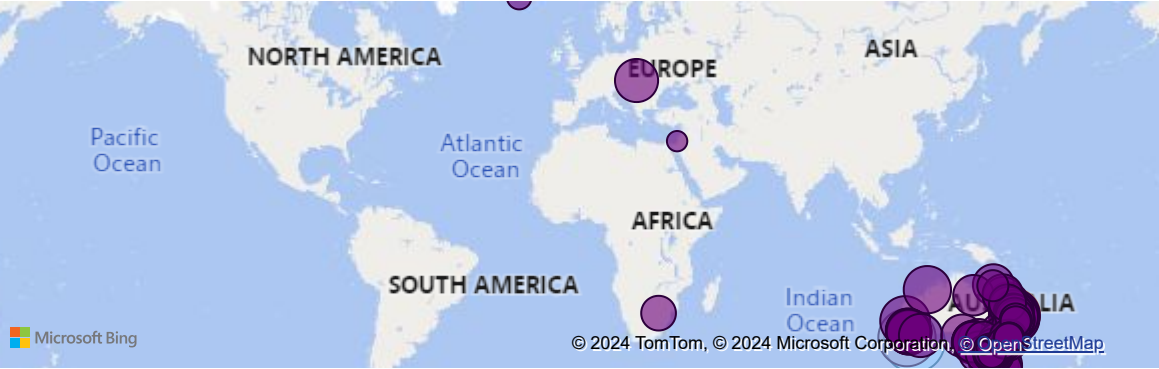 NORTH AMERICA
ASIA
EUROPE
Pacific
Ocean
Atlantic
Ocean
AFRICA
SOUTH AMERICA
Indian
Ocean
AUSTRALIA
Microsoft Bing
© 2024 TomTom, © 2024 Microsoft Corporation, © OpenStreetMap